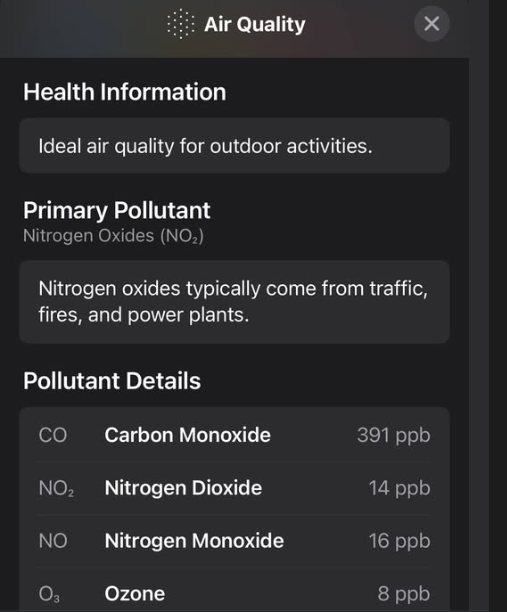 Air Quality
Health Information
Ideal air quality for outdoor activities.
Primary Pollutant
Nitrogen Oxides (NO₂)
Nitrogen oxides typically come from traffic,
fires, and power plants.
Pollutant Details
CO Carbon Monoxide 391 ppb
NO₂ Nitrogen Dioxide 14 ppb
NO Nitrogen Monoxide 16 ppb
O₃ Ozone 8 ppb